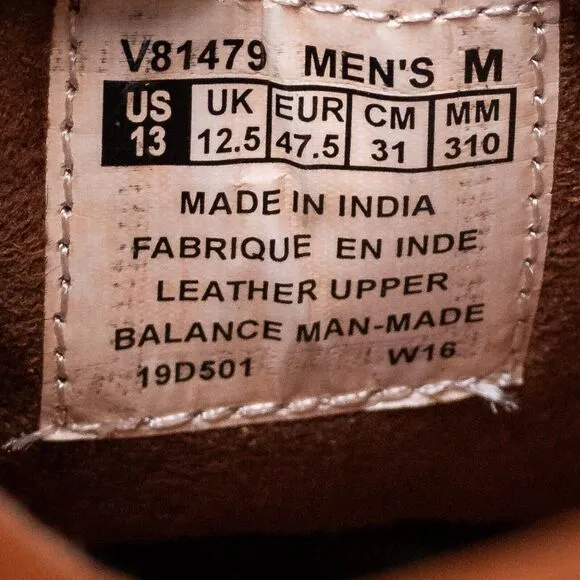 V81479 MEN'S M
US UK EUR CM MM
13 12.5 47.5 31 310
MADE IN INDIA
FABRIQUE EN INDE
LEATHER UPPER
BALANCE MAN-MADE
19D501 W16